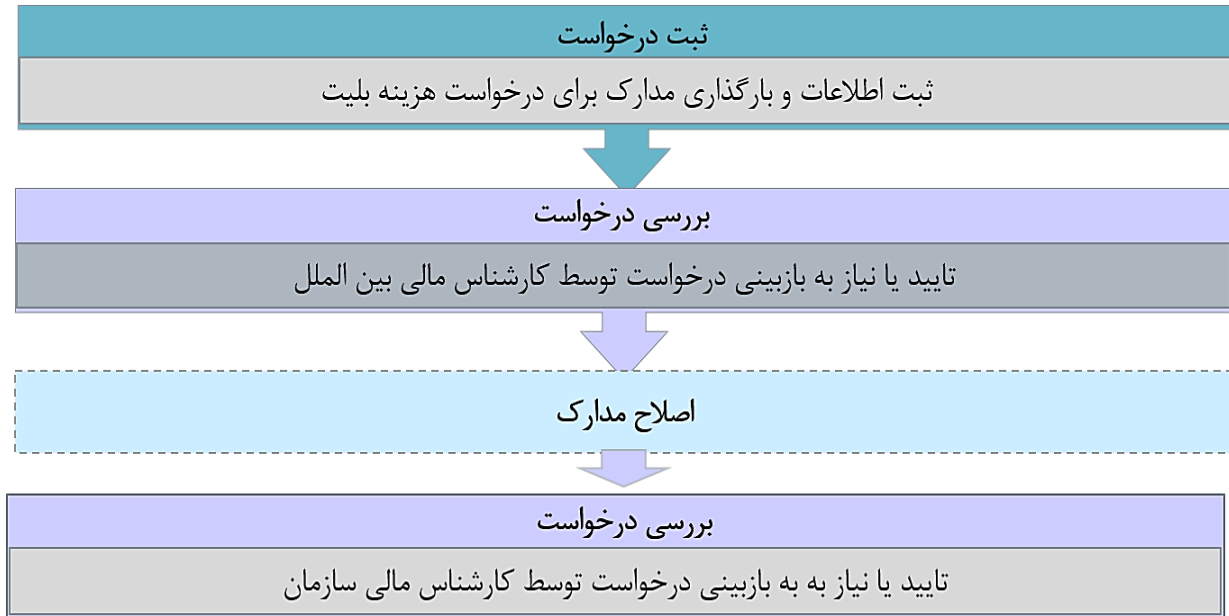 ثبت درخواست
ثبت اطلاعات و بارگذاری مدارک برای درخواست هزینه بلیت
بررسی درخواست
تایید یا نیاز به بازبینی درخواست توسط کارشناس مالی بین الملل
اصلاح مدارک
بررسی درخواست
تایید یا نیاز به به بازبینی درخواست توسط کارشناس مالی سازمان